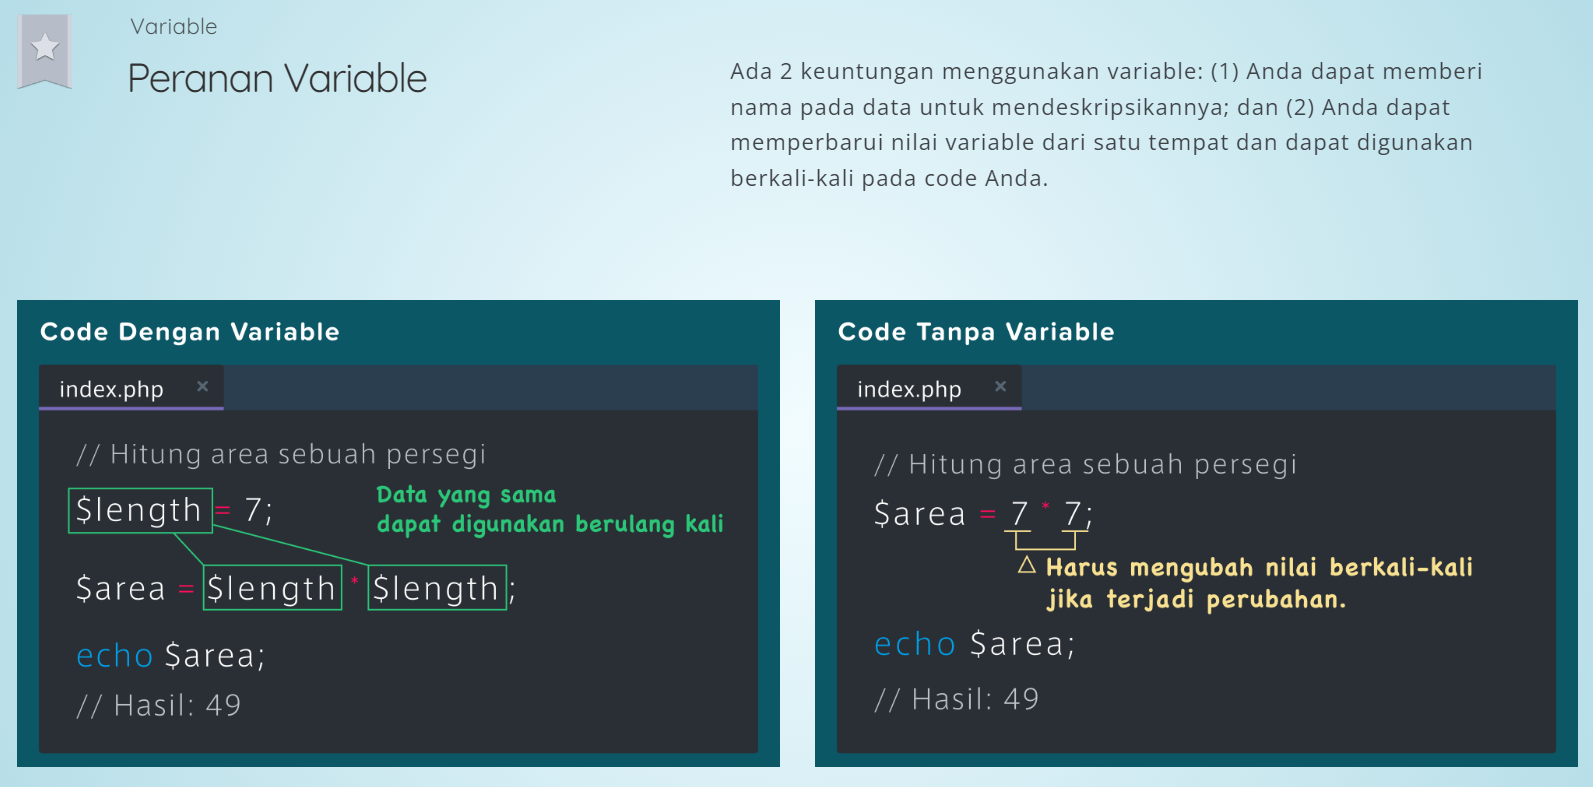 Variable
Peranan Variable
Ada 2 keuntungan menggunakan variable: (1) Anda dapat memberi
nama pada data untuk mendeskripsikannya; dan (2) Anda dapat
memperbarui nilai variable dari satu tempat dan dapat digunakan
berkali-kali pada code Anda.
Code Dengan Variable
index.php ×
// Hitung area sebuah persegi
$length = 7;
Data yang sama
dapat digunakan berulang kali
$area = $length * $length;
echo $area;
// Hasil: 49
Code Tanpa Variable
index.php ×
// Hitung area sebuah persegi
$area = 7 * 7;
△ Harus mengubah nilai berkali-kali
jika terjadi perubahan.
echo $area;
// Hasil: 49